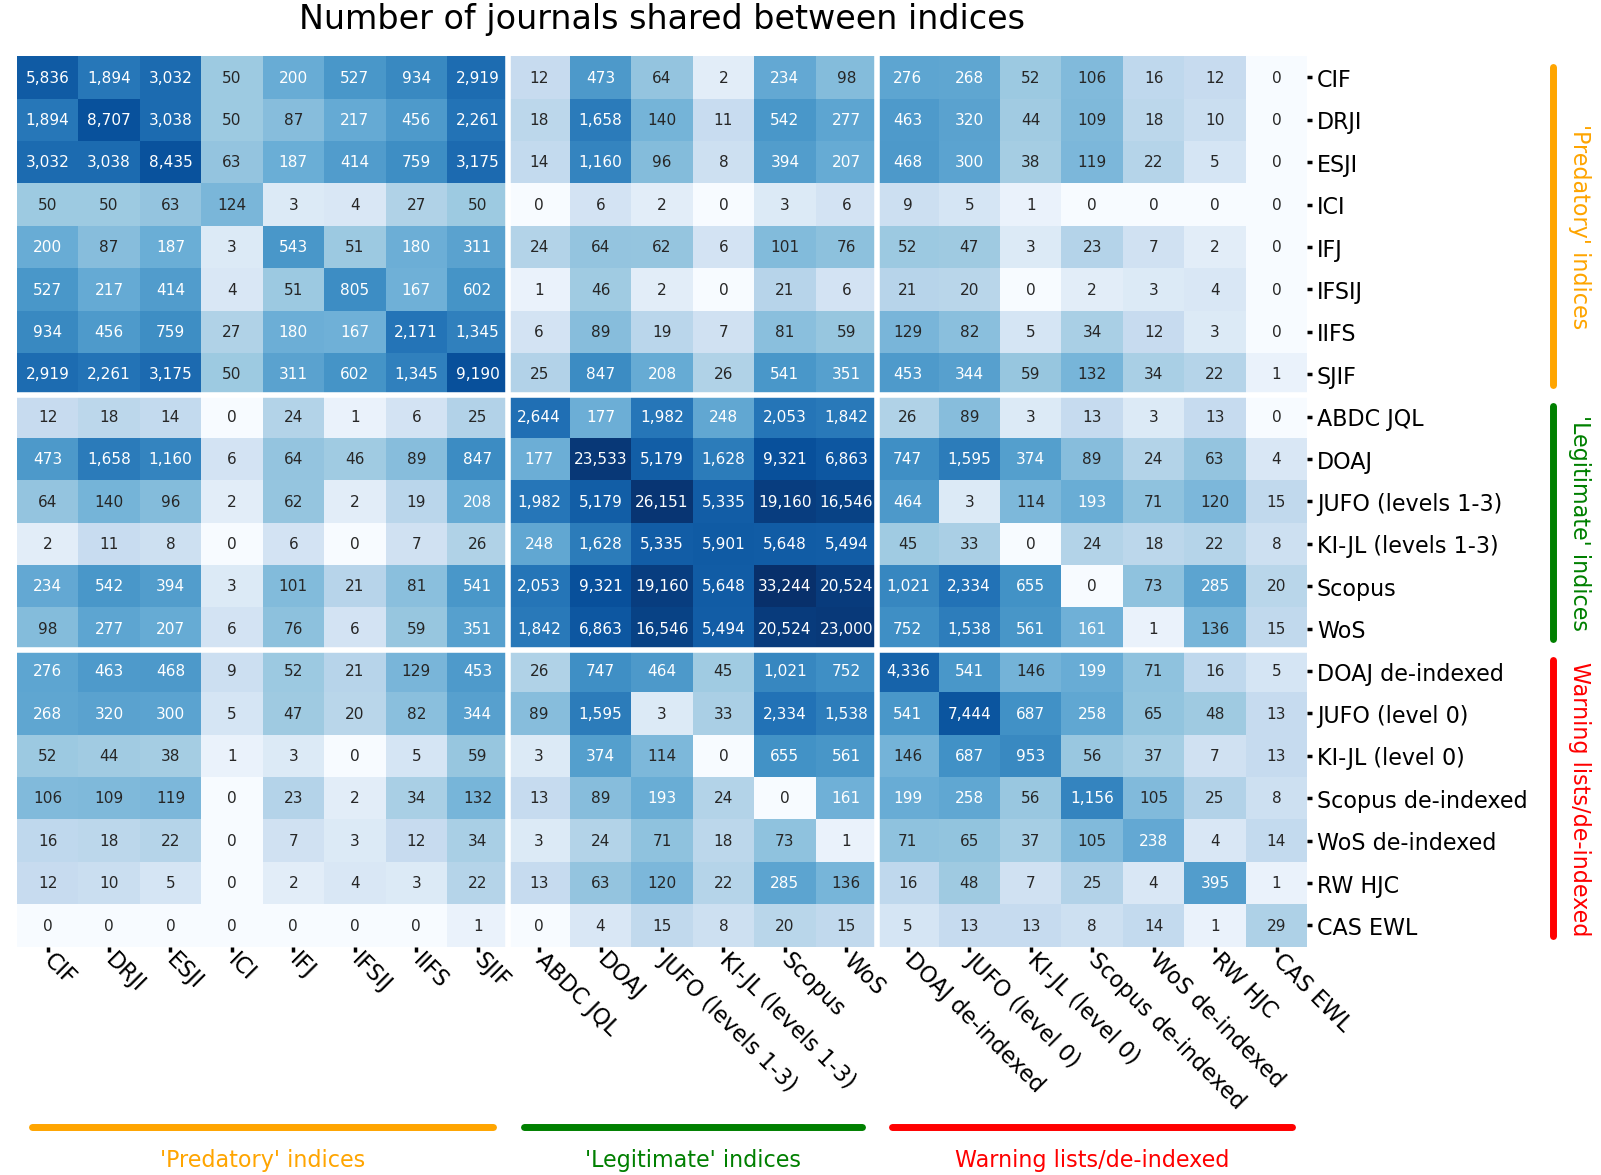 Number of journals shared between indices
5,836 1,894 3,032 50 200 527 934 2,919 12 473 64 2 234 98 276 268 52 106 16 12 0 CIF
1,894 8,707 3,038 50 87 217 456 2,261 18 1,658 140 11 542 277 463 320 44 109 18 10 0 DRJI
3,032 3,038 8,435 63 187 414 759 3,175 14 1,160 96 8 394 207 468 300 38 119 22 5 0 ESJI
50 50 63 124 3 4 27 50 0 6 2 0 3 6 9 5 1 0 0 0 0 ICI
200 87 187 3 543 51 180 311 24 64 62 6 101 76 52 47 3 23 7 2 0 IFJ
527 217 414 4 51 805 167 602 1 46 2 0 21 6 21 20 0 2 3 4 0 IFSIJ
934 456 759 27 180 167 2,171 1,345 6 89 19 7 81 59 129 82 5 34 12 3 0 IIFS
2,919 2,261 3,175 50 311 602 1,345 9,190 25 847 208 26 541 351 453 344 59 132 34 22 1 SJIF
12 18 14 0 24 1 6 25 2,644 177 1,982 248 2,053 1,842 26 89 3 13 3 13 0 ABDC JQL
473 1,658 1,160 6 64 46 89 847 177 23,533 5,179 1,628 9,321 6,863 747 1,595 374 89 24 63 4 DOAJ
64 140 96 2 62 2 19 208 1,982 5,179 26,151 5,335 19,160 16,546 464 3 114 193 71 120 15 JUFO (levels 1-3)
2 11 8 0 6 0 7 26 248 1,628 5,335 5,901 5,648 5,494 45 33 0 24 18 22 8 KI-JL (levels 1-3)
234 542 394 3 101 21 81 541 2,053 9,321 19,160 5,648 33,244 20,524 1,021 2,334 655 0 73 285 20 Scopus
98 277 207 6 76 6 59 351 1,842 6,863 16,546 5,494 20,524 23,000 752 1,538 561 161 1 136 15 WoS
276 463 468 9 52 21 129 453 26 747 464 45 1,021 752 4,336 541 146 199 71 16 5 DOAJ de-indexed
268 320 300 5 47 20 82 344 89 1,595 3 33 2,334 1,538 541 7,444 687 258 65 48 13 JUFO (level 0)
52 44 38 1 3 0 5 59 3 374 114 0 655 561 146 687 953 56 37 7 13 KI-JL (level 0)
106 109 119 0 23 2 34 132 13 89 193 24 0 161 199 258 56 1,156 105 25 8 Scopus de-indexed
16 18 22 0 7 3 12 34 3 24 71 18 73 1 71 65 37 105 238 4 14 WoS de-indexed
12 10 5 0 2 4 3 22 13 63 120 22 285 136 16 48 7 25 4 395 1 RW HJC
0 0 0 0 0 0 0 1 0 4 15 8 20 15 5 13 13 8 14 1 29 CAS EWL
'Predatory' indices
'Legitimate' indices
Warning lists/de-indexed
CIF
DRJI
ESJI
ICI
IFJ
IFSIJ
IIFS
SJIF
ABDC JQL
DOAJ
JUFO (levels 1-3)
KI-JL (levels 1-3)
Scopus
WoS
DOAJ de-indexed
JUFO (level 0)
KI-JL (level 0)
Scopus de-indexed
WoS de-indexed
RW HJC
CAS EWL
'Predatory' indices
'Legitimate' indices
Warning lists/de-indexed